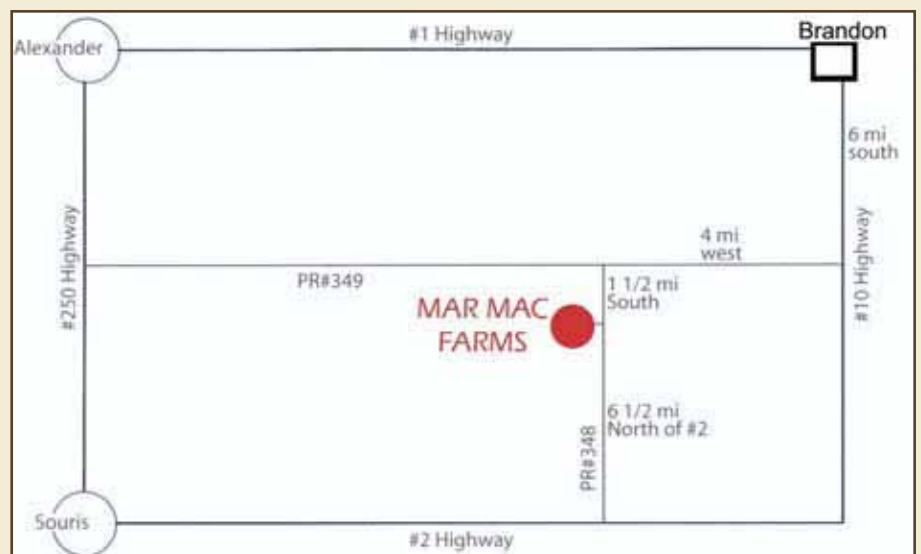 #1 Highway
Brandon
Alexander
6 mi
south
#250 Highway
4 mi
west
#10 Highway
PR#349
1 1/2 mi
South
MAR MAC
FARMS
6 1/2 mi
North of #2
PR#348
Souris
#2 Highway